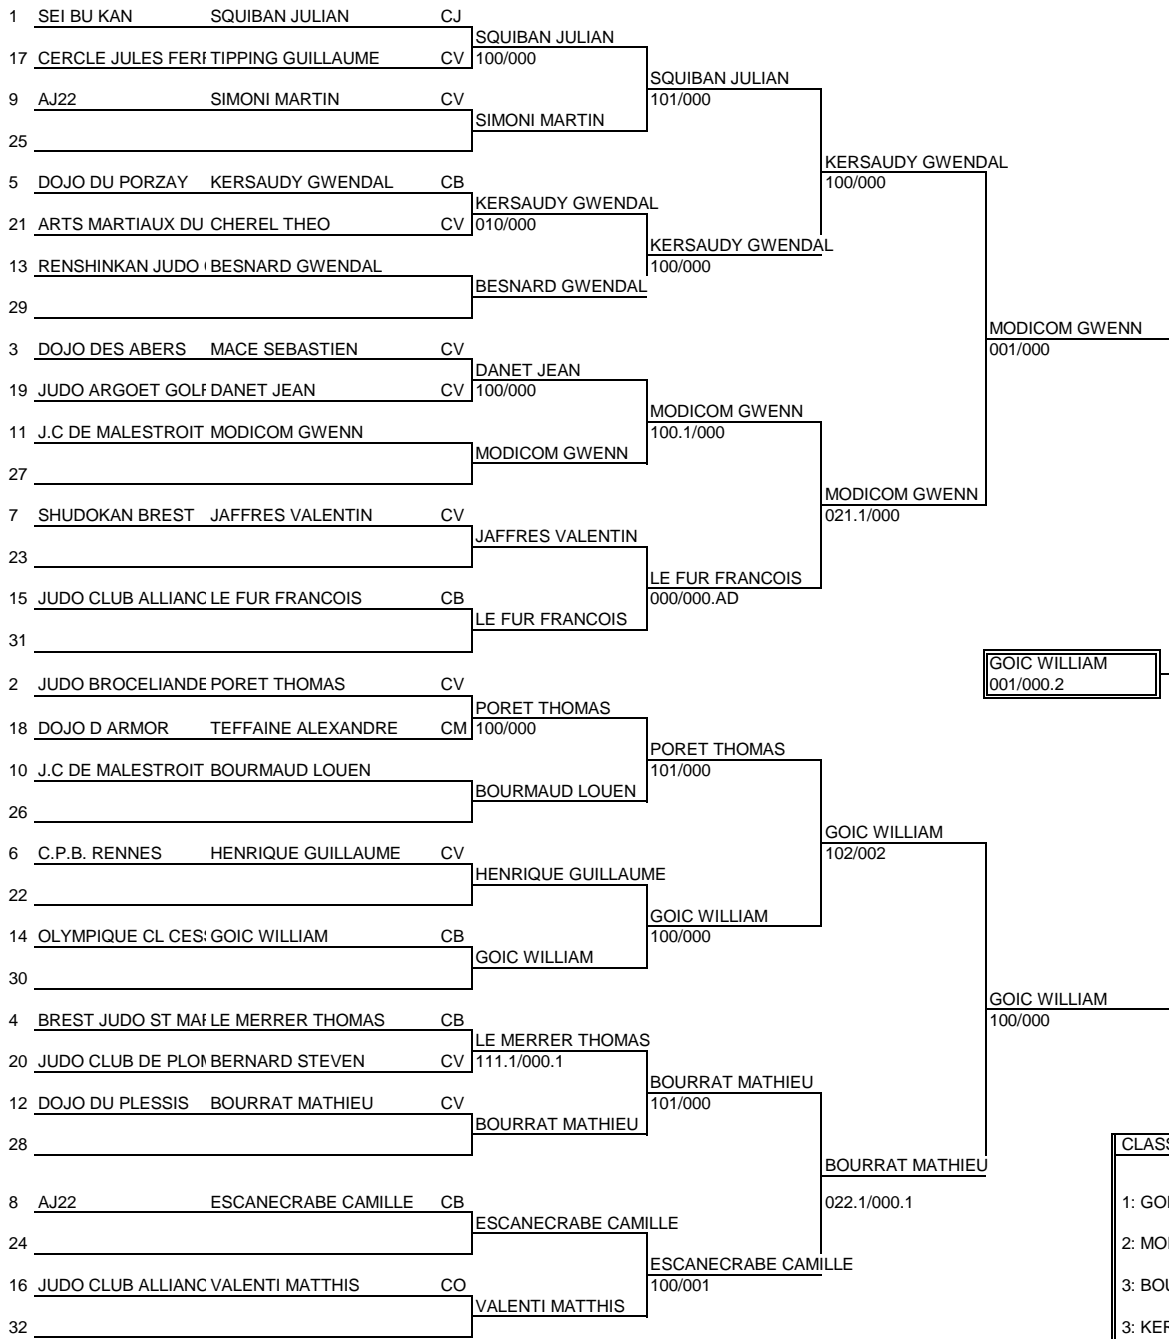 1 SEI BU KAN SQUIBAN JULIAN CJ
SQUIBAN JULIAN
17 CERCLE JULES FERR TIPPING GUILLAUME CV 100/000
SQUIBAN JULIAN
9 AJ22 SIMONI MARTIN CV 101/000
SIMONI MARTIN
25
KERSAUDY GWENDAL
5 DOJO DU PORZAY KERSAUDY GWENDAL CB 100/000
KERSAUDY GWENDAL
21 ARTS MARTIAUX DU CHEREL THEO CV 010/000
KERSAUDY GWENDAL
13 RENSHINKAN JUDO BESNARD GWENDAL 100/000
BESNARD GWENDAL
29
MODICOM GWENN
3 DOJO DES ABERS MACE SEBASTIEN CV 001/000
DANET JEAN
19 JUDO ARGOET GOLF DANET JEAN CV 100/000
MODICOM GWENN
11 J.C DE MALESTROIT MODICOM GWENN 100.1/000
MODICOM GWENN
27
MODICOM GWENN
7 SHUDOKAN BREST JAFFRES VALENTIN CV 021.1/000
JAFFRES VALENTIN
23
LE FUR FRANCOIS
15 JUDO CLUB ALLIANC LE FUR FRANCOIS CB 000/000.AD
LE FUR FRANCOIS
31
GOIC WILLIAM
2 JUDO BROCELIANDE PORET THOMAS CV 001/000.2
PORET THOMAS
18 DOJO D ARMOR TEFFAINE ALEXANDRE CM 100/000
PORET THOMAS
10 J.C DE MALESTROIT BOURMAUD LOUEN 101/000
BOURMAUD LOUEN
26
GOIC WILLIAM
6 C.P.B. RENNES HENRIQUE GUILLAUME CV 102/002
HENRIQUE GUILLAUME
22
GOIC WILLIAM
14 OLYMPIQUE CL CES GOIC WILLIAM CB 100/000
GOIC WILLIAM
30
GOIC WILLIAM
4 BREST JUDO ST MAR LE MERRER THOMAS CB 100/000
LE MERRER THOMAS
20 JUDO CLUB DE PLOM BERNARD STEVEN CV 111.1/000.1
BOURRAT MATHIEU
12 DOJO DU PLESSIS BOURRAT MATHIEU CV 101/000
BOURRAT MATHIEU
28 CLASS
BOURRAT MATHIEU
8 AJ22 ESCANECRABE CAMILLE CB 022.1/000.1 1: GOI
ESCANECRABE CAMILLE
24 2: MOD
ESCANECRABE CAMILLE
16 JUDO CLUB ALLIANC VALENTI MATTHIS CO 100/001 3: BOU
VALENTI MATTHIS
32 3: KER